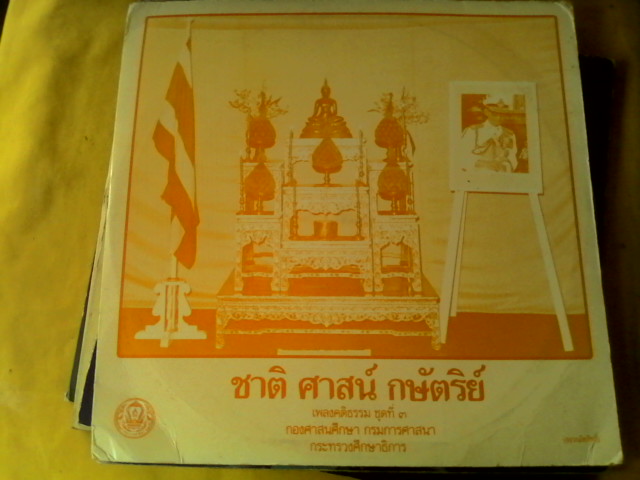 ชาติ ศาสน์ กษัตริย์
เพลงคติธรรม ชุดที่ ๓
กองศาสนศึกษา กรมการศาสนา
กระทรวงศึกษาธิการ